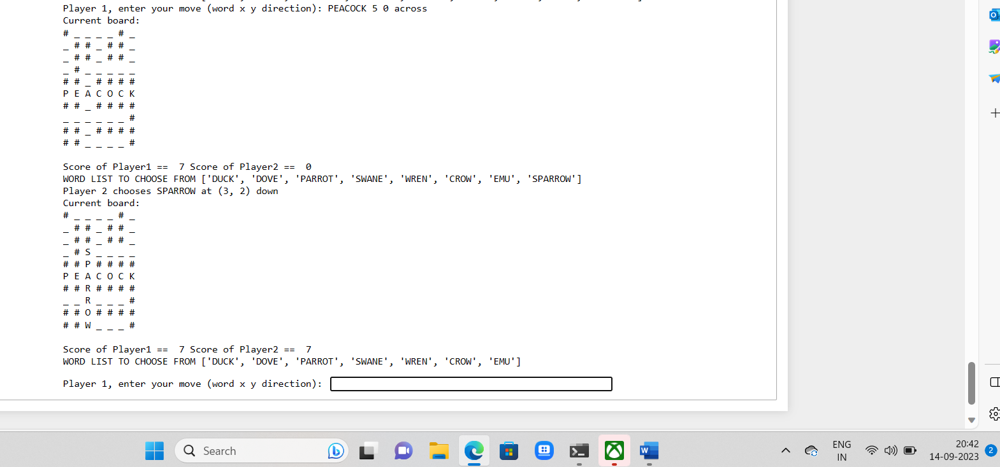 Player 1, enter your move (word x y direction): PEACOCK 5 0 across
Current board:
# _ _ _ _ # _
_ # # _ # # _
_ # # _ # # _
_ # _ _ _ _ _
# # _ # # # #
P E A C O C K
# # _ # # # #
_ _ _ _ _ _ #
# # _ # # # #
# # _ _ _ _ #
Score of Player1 ==  7 Score of Player2 ==  0
WORD LIST TO CHOOSE FROM ['DUCK', 'DOVE', 'PARROT', 'SWANE', 'WREN', 'CROW', 'EMU', 'SPARROW']
Player 2 chooses SPARROW at (3, 2) down
Current board:
# _ _ _ _ # _
_ # # _ # # _
_ # # _ # # _
_ # S _ _ _ _
# # P # # # #
P E A C O C K
# # R # # # #
_ _ R _ _ _ #
# # O # # # #
# # W _ _ _ #
Score of Player1 ==  7 Score of Player2 ==  7
WORD LIST TO CHOOSE FROM ['DUCK', 'DOVE', 'PARROT', 'SWANE', 'WREN', 'CROW', 'EMU']
Player 1, enter your move (word x y direction):
Search
ENG
IN
20:42
14-09-2023
2